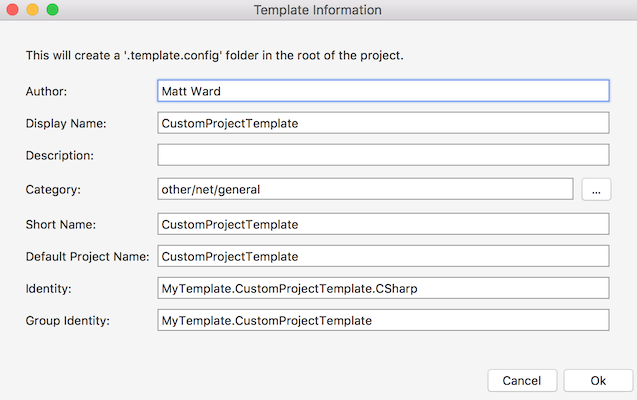 Template Information
This will create a '.template.config' folder in the root of the project.
Author: Matt Ward
Display Name: CustomProjectTemplate
Description:
Category: other/net/general ...
Short Name: CustomProjectTemplate
Default Project Name: CustomProjectTemplate
Identity: MyTemplate.CustomProjectTemplate.CSharp
Group Identity: MyTemplate.CustomProjectTemplate
Cancel Ok